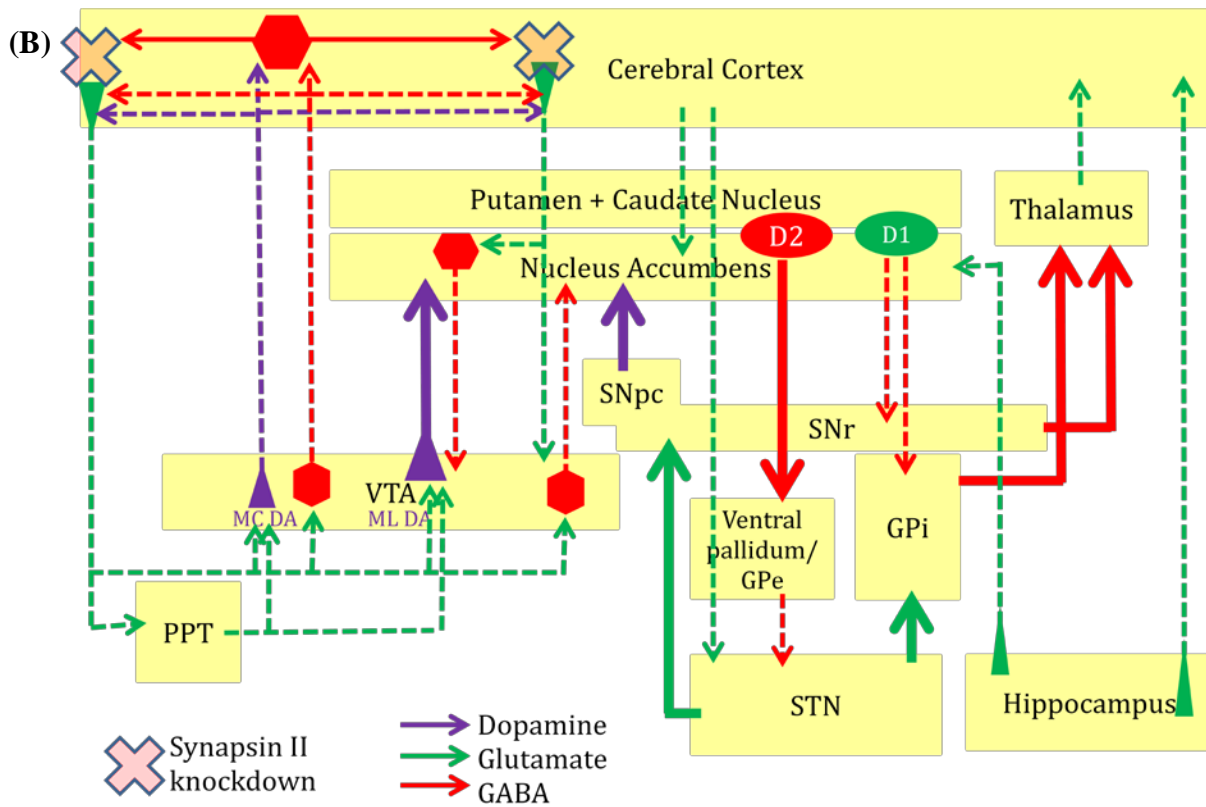 (B)
Cerebral Cortex
Putamen + Caudate Nucleus
Thalamus
D2
D1
Nucleus Accumbens
SNpc
SNr
VTA
MC DA
ML DA
Ventral
pallidum/
GPe
GPi
PPT
STN
Hippocampus
Synapsin II
knockdown
Dopamine
Glutamate
GABA